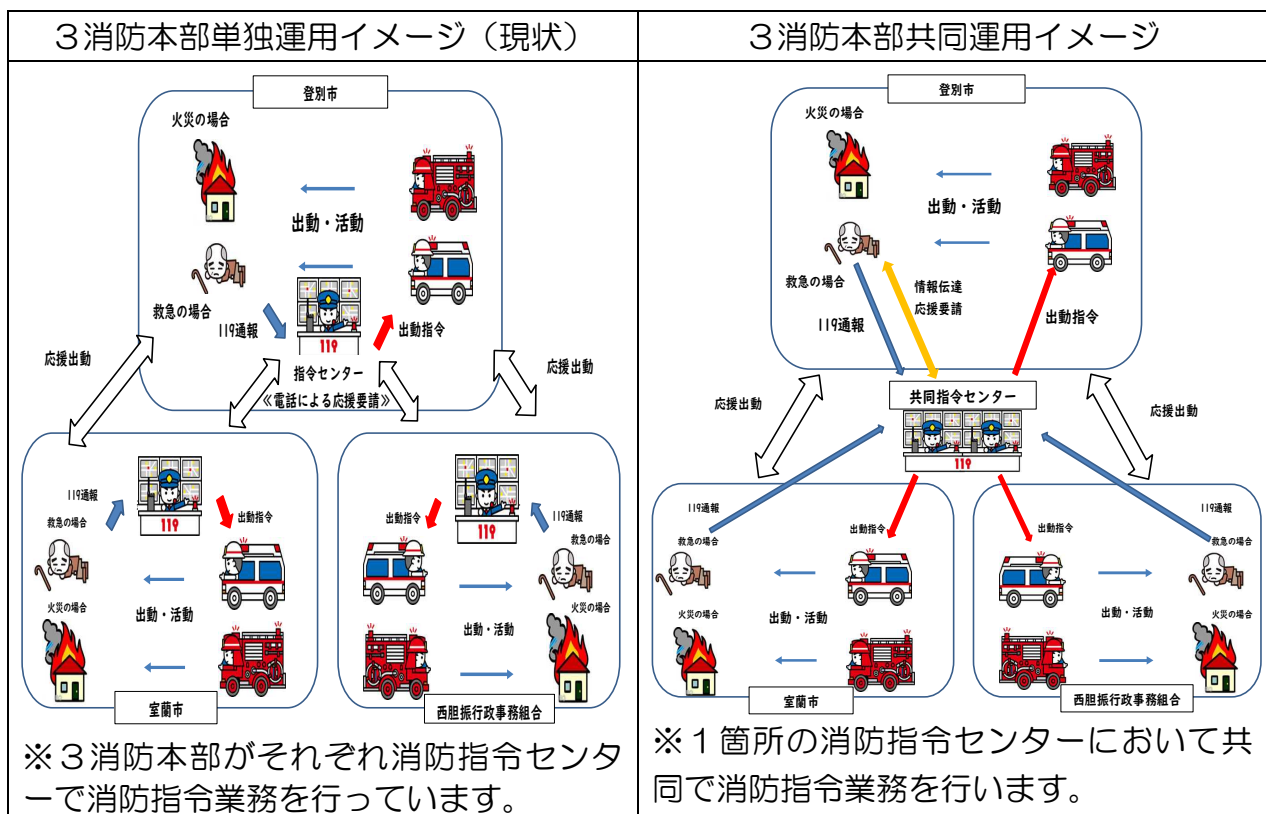 3消防本部単独運用イメージ（現状）
登別市
火災の場合
出動・活動
救急の場合
119通報
119
出動指令
指令センター
≪電話による応援要請≫
応援出動
応援出動
119通報
救急の場合
119
出動指令
火災の場合
出動・活動
室蘭市
出動指令
119
119通報
救急の場合
火災の場合
出動・活動
西胆振行政事務組合
※３消防本部がそれぞれ消防指令センタ
ーで消防指令業務を行っています。
３消防本部共同運用イメージ
登別市
火災の場合
出動・活動
救急の場合
情報伝達
応援要請
119通報
出動指令
共同指令センター
119
応援出動
応援出動
119通報
救急の場合
出動指令
火災の場合
出動・活動
室蘭市
119通報
出動指令
救急の場合
火災の場合
出動・活動
西胆振行政事務組合
※１箇所の消防指令センターにおいて共
同で消防指令業務を行います。